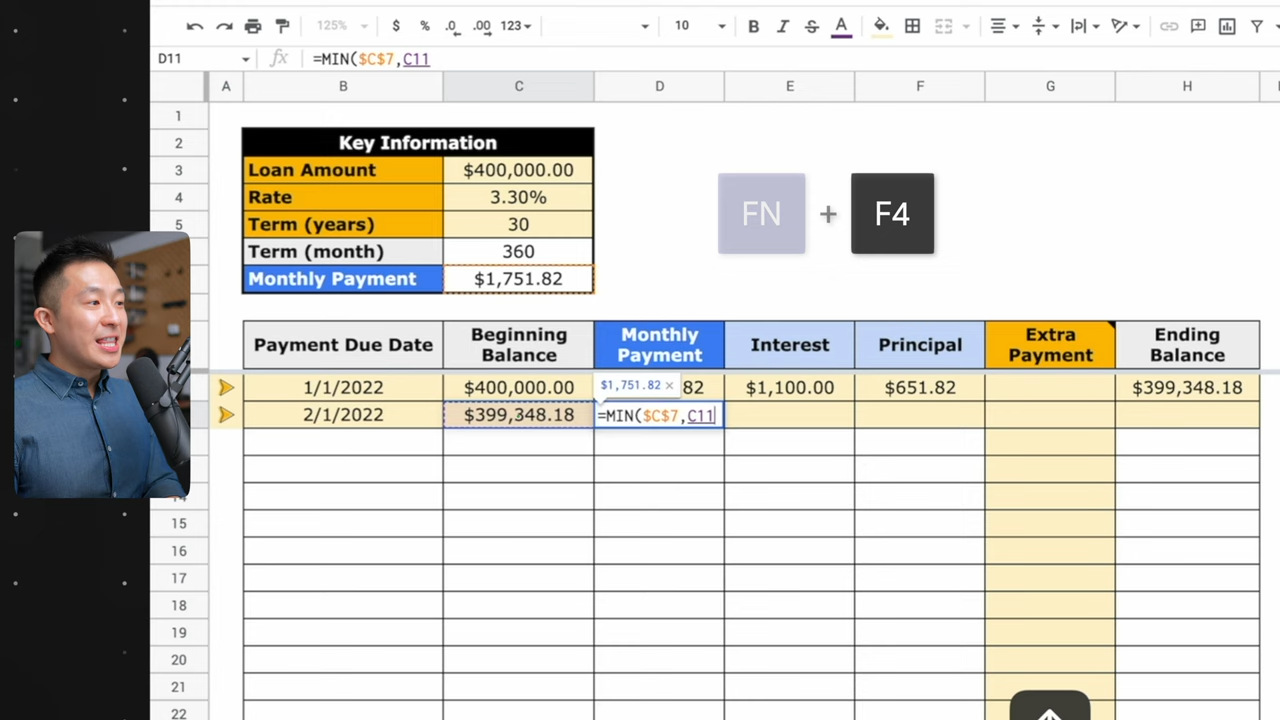 125% $ % .0 .00 123 10 B I S A
D11 fx =MIN($C$7,C11
A B C D E F G H
1
2 Key Information
3 Loan Amount $400,000.00
4 Rate 3.30%
5 Term (years) 30
Term (month) 360
Monthly Payment $1,751.82
FN + F4
Payment Due Date Beginning Balance Monthly Payment Interest Principal Extra Payment Ending Balance
1/1/2022 $400,000.00 $1,751.82 × 82 $1,100.00 $651.82 $399,348.18
2/1/2022 $399,348.18 =MIN($C$7,C11
15
16
17
18
19
20
21
22